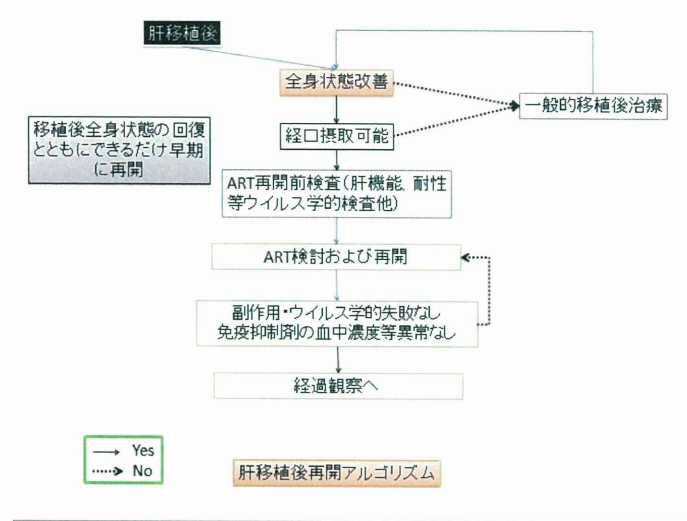 肝移植後
全身状態改善
一般的移植後治療
移植後全身状態の回復
とともにできるだけ早期
に再開
経口摂取可能
ART再開前検査(肝機能、耐性
等ウイルス学的検査他)
ART検討および再開
副作用・ウイルス学的失敗なし
免疫抑制剤の血中濃度等異常なし
経過観察へ
Yes
No
肝移植後再開アルゴリズム